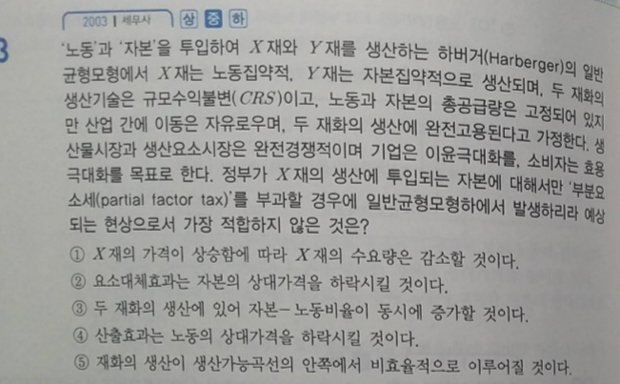 2003 | 세무사 상 중 하
'노동'과 '자본'을 투입하여 X재와 Y재를 생산하는 하버거(Harberger)의 일반
균형모형에서 X재는 노동집약적, Y재는 자본집약적으로 생산되며, 두 재화의
생산기술은 규모수익불변(CRS)이고, 노동과 자본의 총공급량은 고정되어 있지
만 산업 간에 이동은 자유로우며, 두 재화의 생산에 완전고용된다고 가정한다. 생
산물시장과 생산요소시장은 완전경쟁적이며 기업은 이윤극대화를, 소비자는 효용
극대화를 목표로 한다. 정부가 X재의 생산에 투입되는 자본에 대해서만 '부분요
소세(partial factor tax)'를 부과할 경우에 일반균형모형하에서 발생하리라 예상
되는 현상으로서 가장 적합하지 않은 것은?
① X재의 가격이 상승함에 따라 X재의 수요량은 감소할 것이다.
② 요소대체효과는 자본의 상대가격을 하락시킬 것이다.
③ 두 재화의 생산에 있어 자본-노동비율이 동시에 증가할 것이다.
④ 산출효과는 노동의 상대가격을 하락시킬 것이다.
⑤ 재화의 생산이 생산가능곡선의 안쪽에서 비효율적으로 이루어질 것이다.